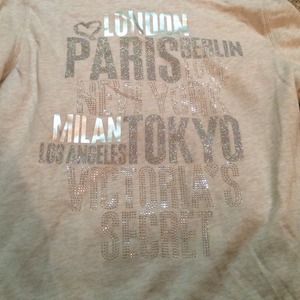 LONDON
PARIS BERLIN
NEW YORK
MILAN TOKYO
LOS ANGELES
VICTORIA'S
SECRET